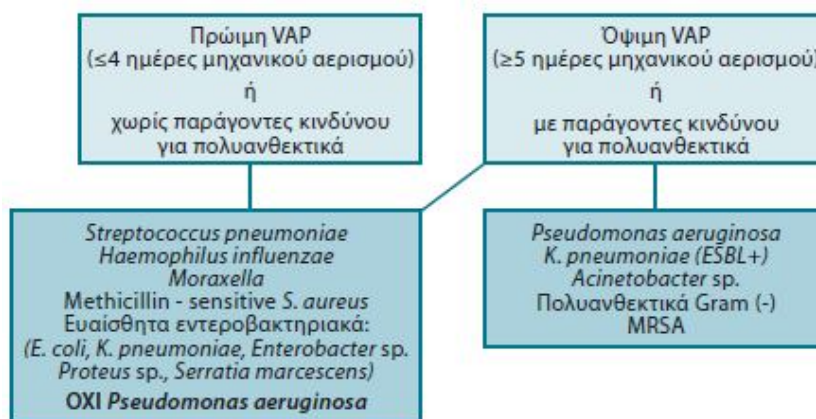 Πρώιμη VAP
(≤4 ημέρες μηχανικού αερισμού)
ή
χωρίς παράγοντες κινδύνου
για πολυανθεκτικά
Όψιμη VAP
(≥5 ημέρες μηχανικού αερισμού)
ή
με παράγοντες κινδύνου
για πολυανθεκτικά
Streptococcus pneumoniae
Haemophilus influenzae
Moraxella
Methicillin - sensitive S. aureus
Ευαίσθητα εντεροβακτηριακά:
(E. coli, K. pneumoniae, Enterobacter sp.
Proteus sp., Serratia marcescens)
ΟΧΙ Pseudomonas aeruginosa
Pseudomonas aeruginosa
K. pneumoniae (ESBL+)
Acinetobacter sp.
Πολυανθεκτικά Gram (-)
MRSA